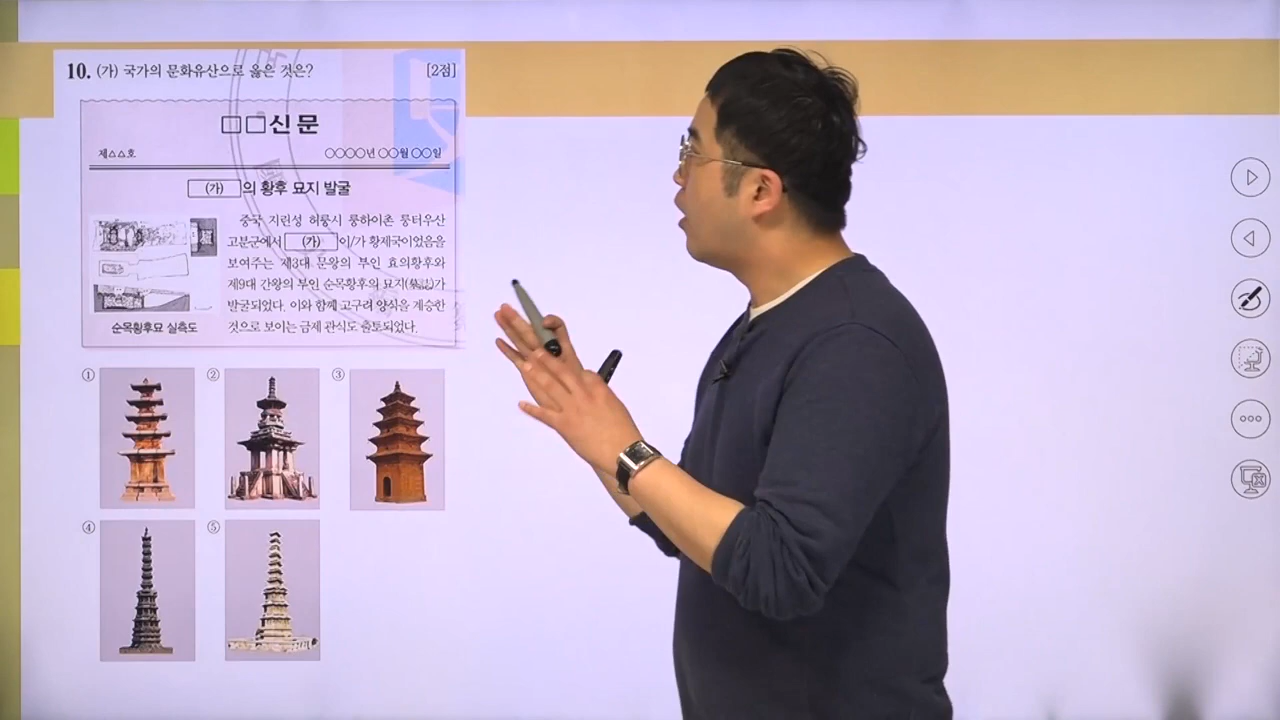 10. (가) 국가의 문화유산으로 옳은 것은? [2점]
□□신문
제△△호 ○○○○년 ○○월 ○○일
(가) 의 황후 묘지 발굴
중국 지린성 허룽시 룽하이촌 룽터우산
고분군에서 (가) 이/가 황제국이었음을
보여주는 제3대 문왕의 부인 효의황후와
제9대 간왕의 부인 순목황후의 묘지(墓誌)가
발굴되었다. 이와 함께 고구려 양식을 계승한
것으로 보이는 금제 관식도 출토되었다.
순목황후묘 실측도
① ② ③
④ ⑤